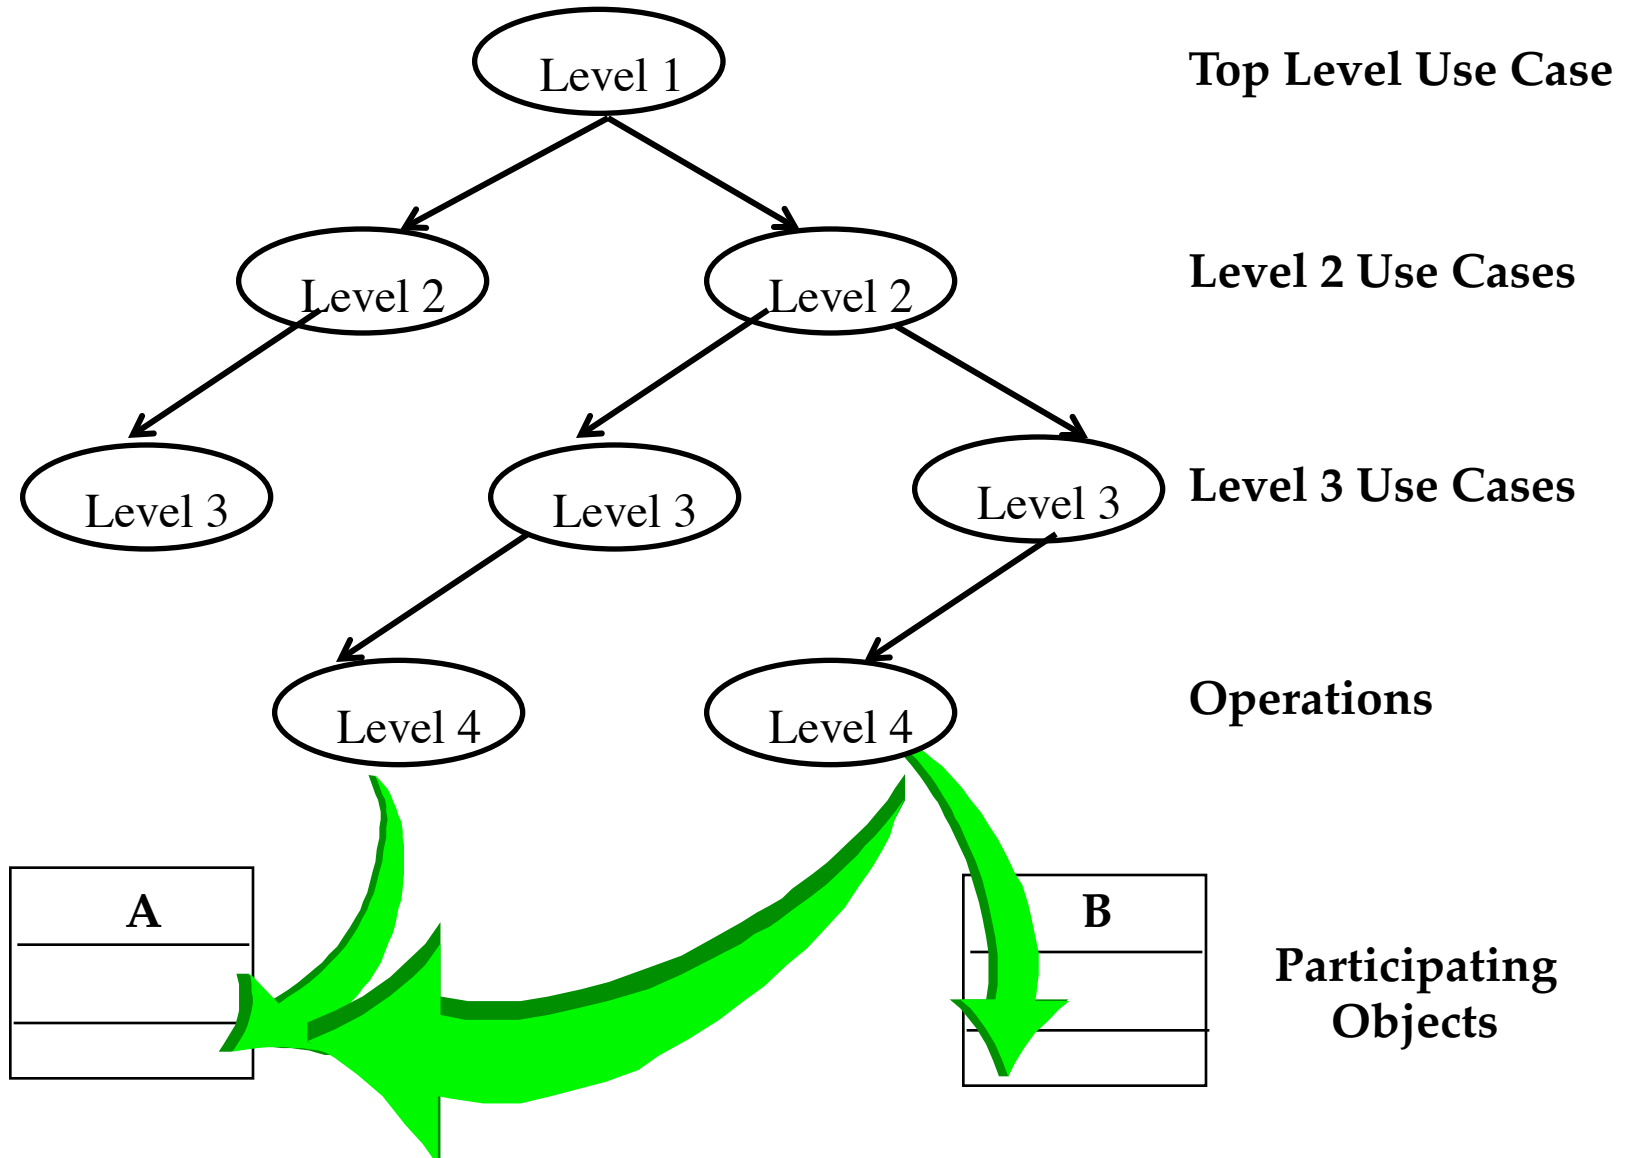 Level 1
Top Level Use Case
Level 2
Level 2
Level 2 Use Cases
Level 3
Level 3
Level 3
Level 3 Use Cases
Level 4
Level 4
Operations
A
B
Participating
Objects